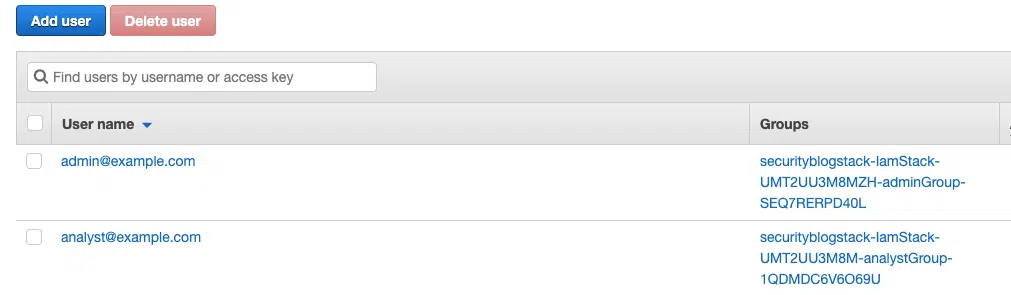 Add user Delete user
Find users by username or access key
User name Groups
admin@example.com securityblogstack-IamStack-
UMT2UU3M8MZH-adminGroup-
SEQ7RERPD40L
analyst@example.com securityblogstack-IamStack-
UMT2UU3M8M-analystGroup-
1QDMDC6V6O69U